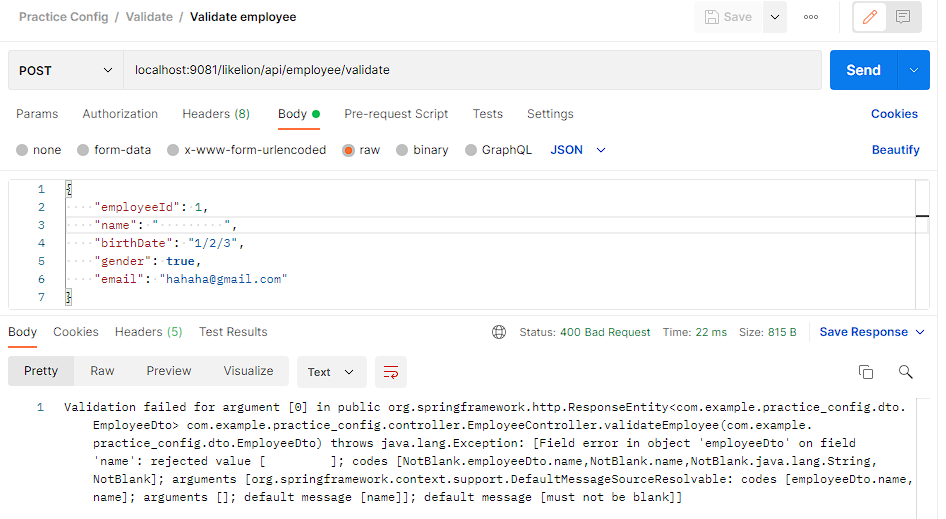 Practice Config / Validate / Validate employee
Save
POST
localhost:9081/likelion/api/employee/validate
Send
Params Authorization Headers (8) Body Pre-request Script Tests Settings Cookies
none form-data x-www-form-urlencoded raw binary GraphQL JSON Beautify
1 {
2 "employeeId": 1,
3 "name": "         ",
4 "birthDate": "1/2/3",
5 "gender": true,
6 "email": "hahaha@gmail.com"
7 }
Body Cookies Headers (5) Test Results Status: 400 Bad Request Time: 22 ms Size: 815 B Save Response
Pretty Raw Preview Visualize Text
1 Validation failed for argument [0] in public org.springframework.http.ResponseEntity<com.example.practice_config.dto.
EmployeeDto> com.example.practice_config.controller.EmployeeController.validateEmployee(com.example.
practice_config.dto.EmployeeDto) throws java.lang.Exception: [Field error in object 'employeeDto' on field
'name': rejected value [         ]; codes [NotBlank.employeeDto.name,NotBlank.name,NotBlank.java.lang.String,
NotBlank]; arguments [org.springframework.context.support.DefaultMessageSourceResolvable: codes [employeeDto.name,
name]; arguments []; default message [name]]; default message [must not be blank]]